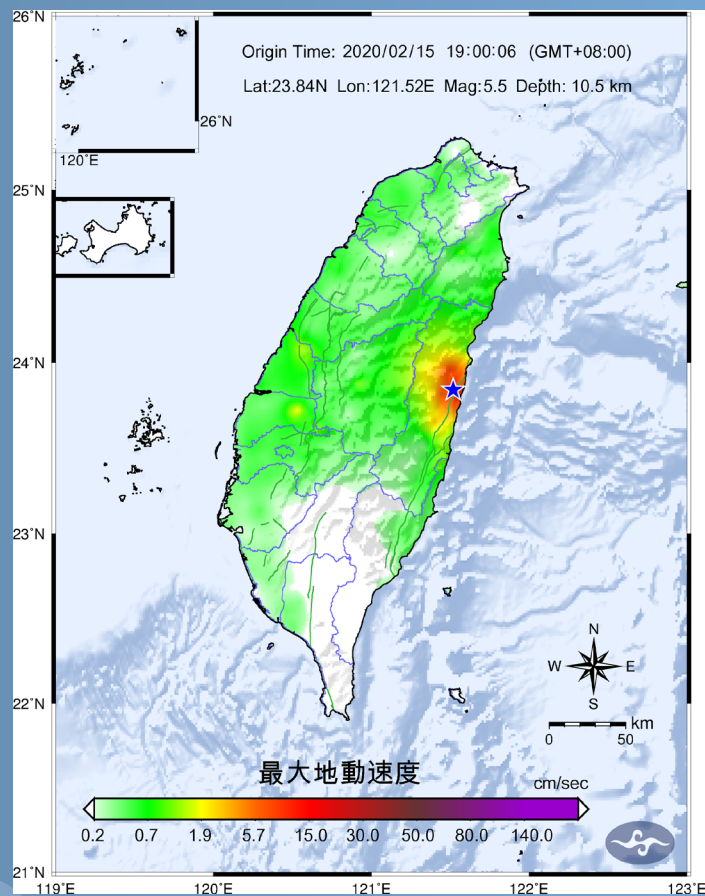 26°N
Origin Time: 2020/02/15 19:00:06 (GMT+08:00)
Lat:23.84N Lon:121.52E Mag:5.5 Depth: 10.5 km
26°N
120°E
25°N
24°N
23°N
22°N
21°N
N
W E
S
km
0 50
最大地動速度
cm/sec
0.2 0.7 1.9 5.7 15.0 30.0 50.0 80.0 140.0
119°E 120°E 121°E 122°E 123°E